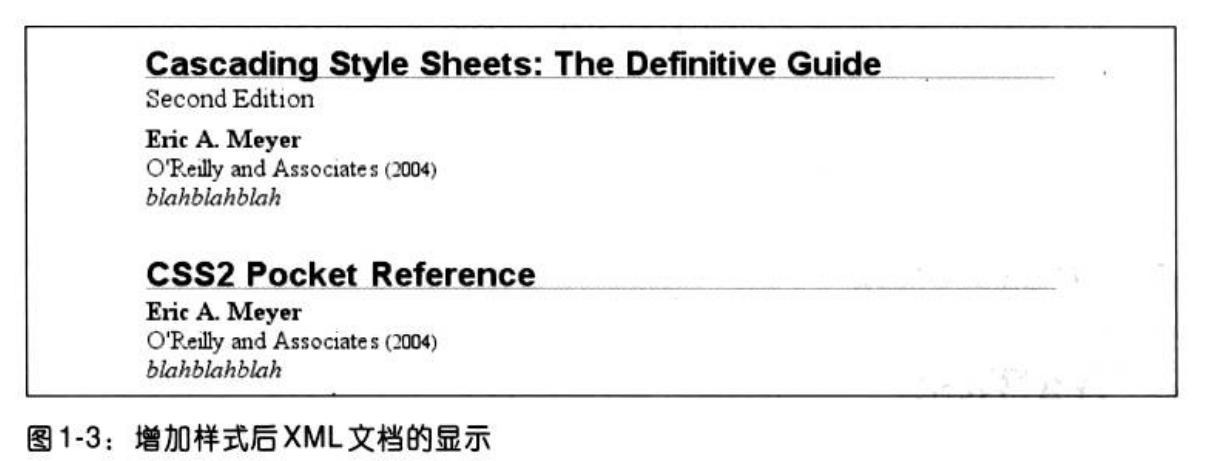 Cascading Style Sheets: The Definitive Guide
Second Edition
Eric A. Meyer
O'Reilly and Associates (2004)
blahblahblah
CSS2 Pocket Reference
Eric A. Meyer
O'Reilly and Associates (2004)
blahblahblah
图1-3：增加样式后XML文档的显示